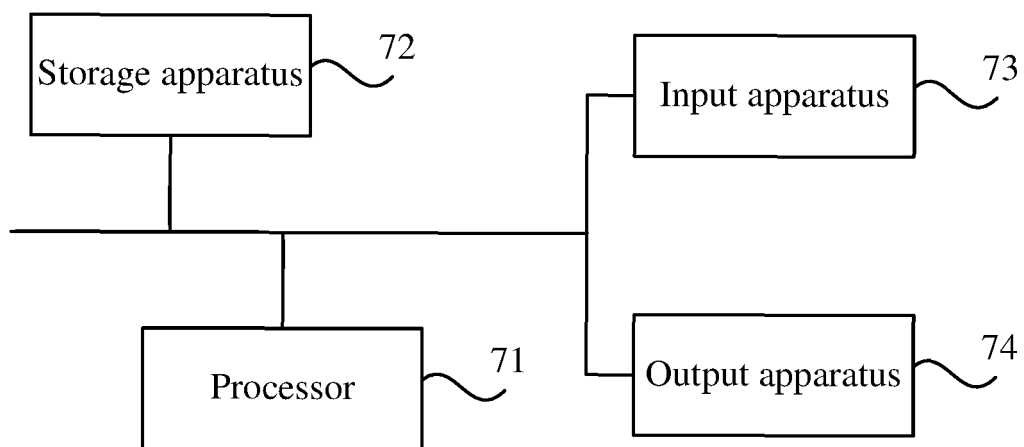 Storage apparatus
72
Input apparatus
73
Processor
71
Output apparatus
74